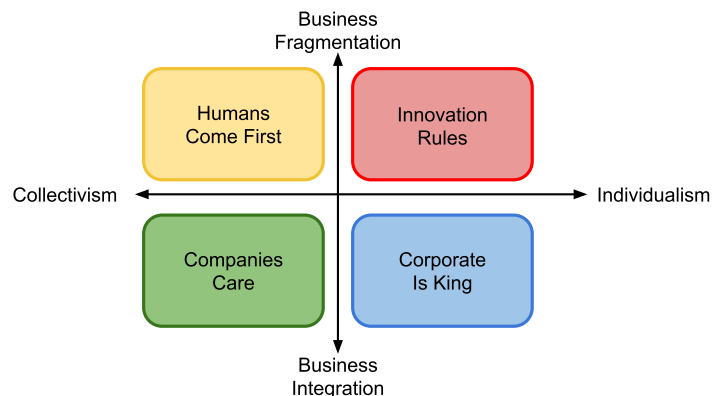 Business
Fragmentation
Humans
Come First
Innovation
Rules
Collectivism
Individualism
Companies
Care
Corporate
Is King
Business
Integration